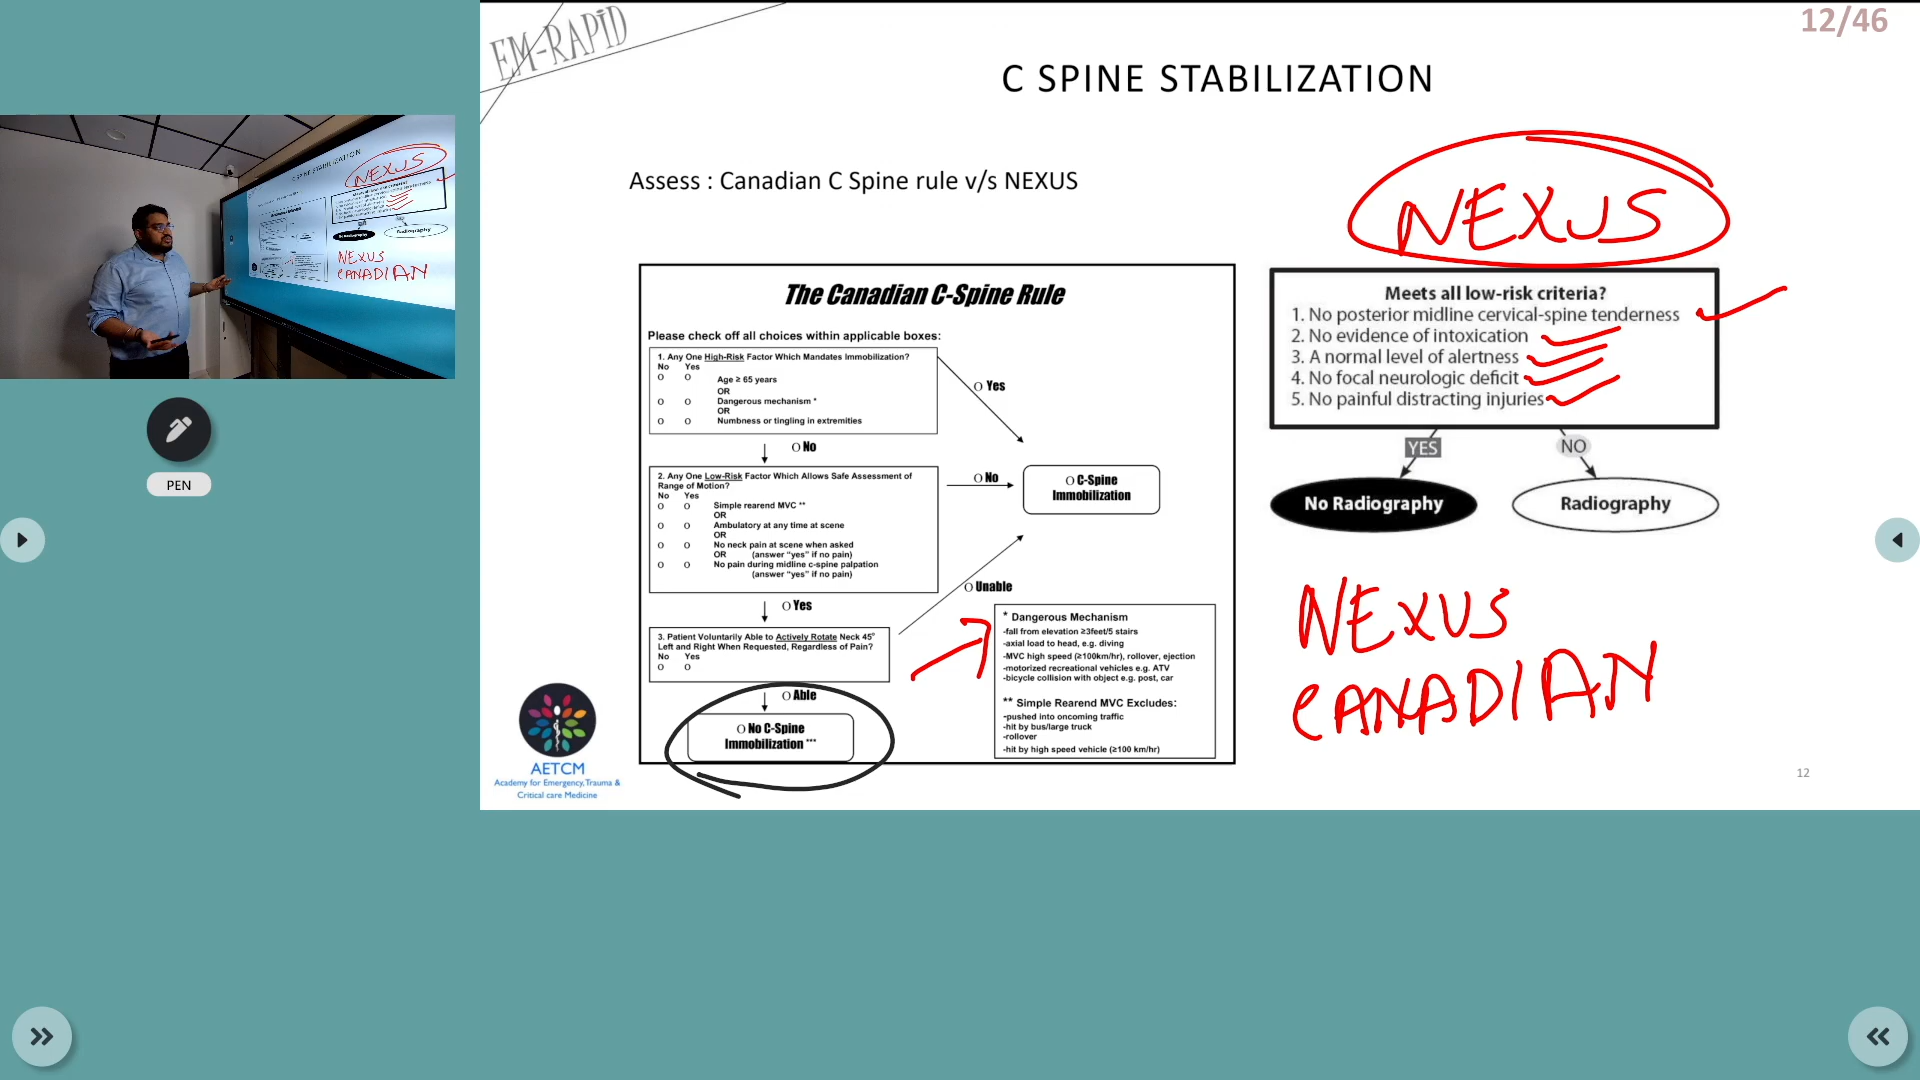 12/46
EM-RAPiD
C SPINE STABILIZATION
Assess : Canadian C Spine rule v/s NEXUS
NEXUS
The Canadian C-Spine Rule
Please check off all choices within applicable boxes:
1. Any One High-Risk Factor Which Mandates Immobilization?
No Yes
O O Age ≥ 65 years
OR
O O Dangerous mechanism *
OR
O O Numbness or tingling in extremities
O Yes
O No
2. Any One Low-Risk Factor Which Allows Safe Assessment of
Range of Motion?
No Yes
O O Simple rearend MVC **
OR
O O Ambulatory at any time at scene
OR
O O No neck pain at scene when asked
OR (answer "yes" if no pain)
O O No pain during midline c-spine palpation
(answer "yes" if no pain)
O No
O C-Spine
Immobilization
O Yes
O Unable
3. Patient Voluntarily Able to Actively Rotate Neck 45°
Left and Right When Requested, Regardless of Pain?
No Yes
O O
O Able
O No C-Spine
Immobilization ***
* Dangerous Mechanism
-fall from elevation ≥3feet/5 stairs
-axial load to head, e.g. diving
-MVC high speed (≥100km/hr), rollover, ejection
-motorized recreational vehicles e.g. ATV
-bicycle collision with object e.g. post, car
** Simple Rearend MVC Excludes:
-pushed into oncoming traffic
-hit by bus/large truck
-rollover
-hit by high speed vehicle (≥100 km/hr)
Meets all low-risk criteria?
1. No posterior midline cervical-spine tenderness
2. No evidence of intoxication
3. A normal level of alertness
4. No focal neurologic deficit
5. No painful distracting injuries
YES
NO
No Radiography
Radiography
NEXUS
CANADIAN
AETCM
Academy for Emergency, Trauma &
Critical care Medicine
12
PEN
C SPINE STABILIZATION
NEXUS
Radiography
NEXUS
CANADIAN